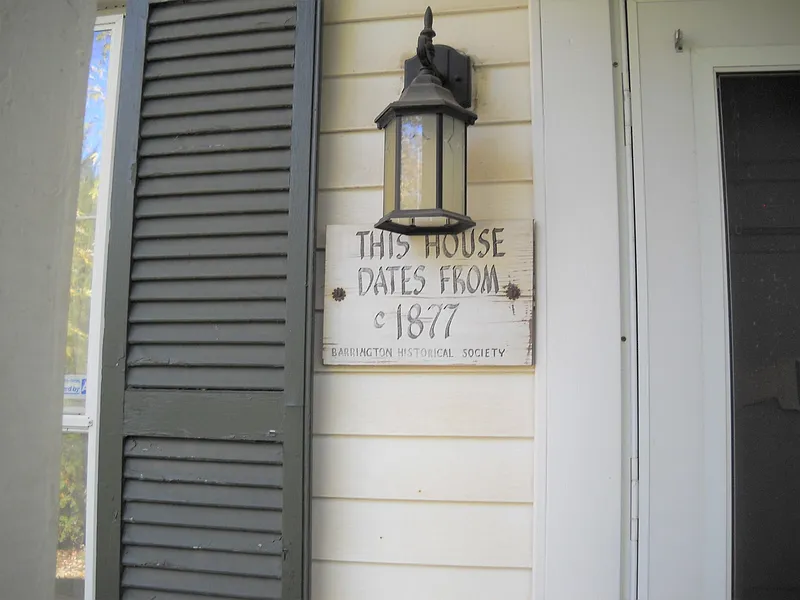 THIS HOUSE
DATES FROM
c 1877
BARRINGTON HISTORICAL SOCIETY